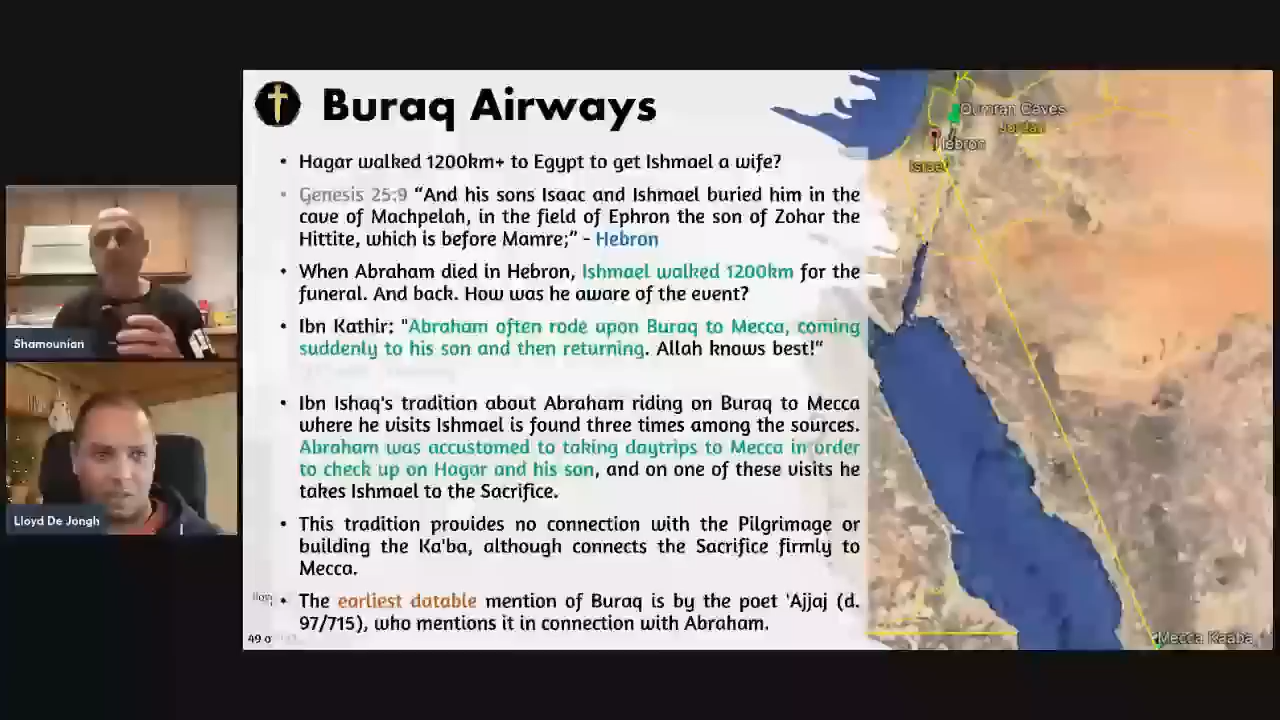 Buraq Airways
• Hagar walked 1200km+ to Egypt to get Ishmael a wife?
• Genesis 25:9 “And his sons Isaac and Ishmael buried him in the
cave of Machpelah, in the field of Ephron the son of Zohar the
Hittite, which is before Mamre;” - Hebron
• When Abraham died in Hebron, Ishmael walked 1200km for the
funeral. And back. How was he aware of the event?
• Ibn Kathir: "Abraham often rode upon Buraq to Mecca, coming
suddenly to his son and then returning. Allah knows best!“
• Ibn Ishaq's tradition about Abraham riding on Buraq to Mecca
where he visits Ishmael is found three times among the sources.
Abraham was accustomed to taking daytrips to Mecca in order
to check up on Hagar and his son, and on one of these visits he
takes Ishmael to the Sacrifice.
• This tradition provides no connection with the Pilgrimage or
building the Ka'ba, although connects the Sacrifice firmly to
Mecca.
• The earliest datable mention of Buraq is by the poet 'Ajjaj (d.
97/715), who mentions it in connection with Abraham.
49 o
Qumran Caves
Jordan
Hebron
Israel
Mecca Kaaba
Shamounian
Lloyd De Jongh